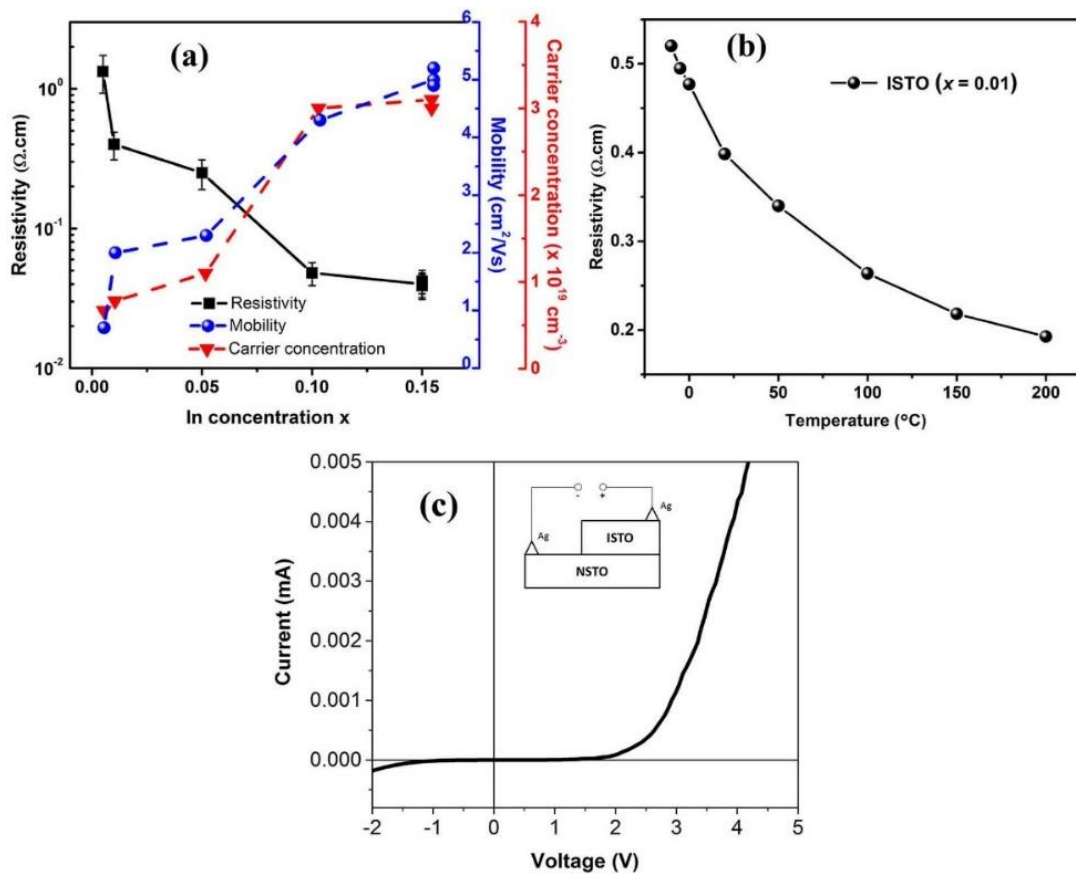 (a)
Resistivity (Ω.cm)
10⁰
10⁻¹
10⁻²
0.00 0.05 0.10 0.15
In concentration x
Resistivity
Mobility
Carrier concentration
6
5
4
3
2
1
0
Mobility (cm²/Vs)
4
3
2
1
0
Carrier concentration (x 10¹⁹ cm⁻³)
(b)
ISTO (x = 0.01)
Resistivity (Ω.cm)
0.5
0.4
0.3
0.2
0 50 100 150 200
Temperature (°C)
(c)
Current (mA)
0.005
0.004
0.003
0.002
0.001
0.000
- +
Ag
Ag
ISTO
NSTO
-2 -1 0 1 2 3 4 5
Voltage (V)